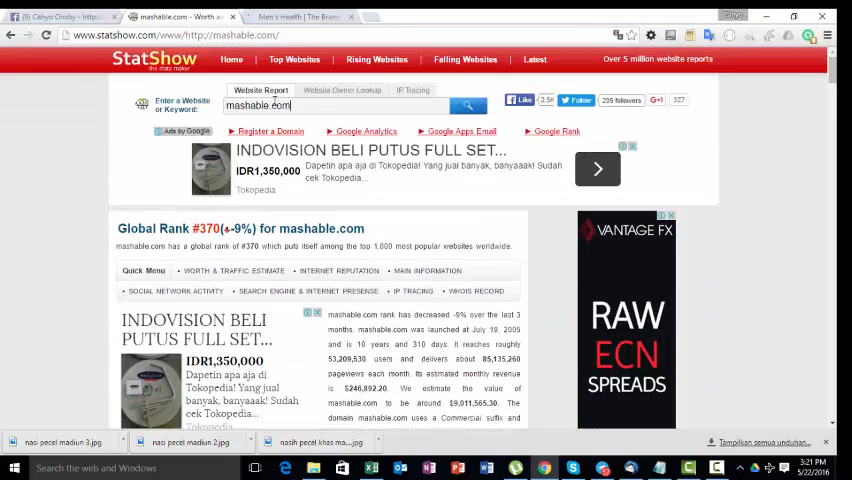 (7) Cahyo Onsby - http://
mashable.com - Worth a
Men's Health | The Brand
Cahyo
www.statshow.com/www/http://mashable.com/
StatShow
the stats maker
Home
Top Websites
Rising Websites
Falling Websites
Latest
Over 5 million website reports
Website Report
Website Owner Lookup
IP Tracing
Enter a Website
or Keyword:
mashable.com
Like
2.5K
Follow
205 followers
G+1
327
Ads by Google
► Register a Domain
► Google Analytics
► Google Apps Email
► Google Rank
INDOVISION BELI PUTUS FULL SET...
IDR1,350,000
Dapetin apa aja di Tokopedia! Yang jual banyak, banyaaak! Yuk udah
cek Tokopedia...
Tokopedia
Global Rank #370(-9%) for mashable.com
mashable.com has a global rank of #370 which puts itself among the top 1,000 most popular websites worldwide.
Quick Menu
• WORTH & TRAFFIC ESTIMATE
• INTERNET REPUTATION
• MAIN INFORMATION
• SOCIAL NETWORK ACTIVITY
• SEARCH ENGINE & INTERNET PRESENSE
• IP TRACING
• WHOIS RECORD
INDOVISION BELI
PUTUS FULL SET...
IDR1,350,000
Dapetin apa aja di
Tokopedia! Yang jual
banyak, banyaaak! Yuk
udah cek Tokopedia...
Tokopedia
mashable.com rank has decreased -9% over the last 3
months. mashable.com was launched at July 19, 2005
and is 10 years and 310 days. It reaches roughly
53,209,530 users and delivers about 85,135,260
pageviews each month. Its estimated monthly revenue
is $246,892.20. We estimate the value of
mashable.com to be around $9,011,565.30. The
domain mashable.com uses a Commercial suffix and
VANTAGE FX
RAW
ECN
SPREADS
nasi pecel madiun 3.jpg
nasi pecel madiun 2.jpg
nasih pecel khas ma....jpg
Tampilkan semua unduhan...
Search the web and Windows
3:21 PM
5/22/2016